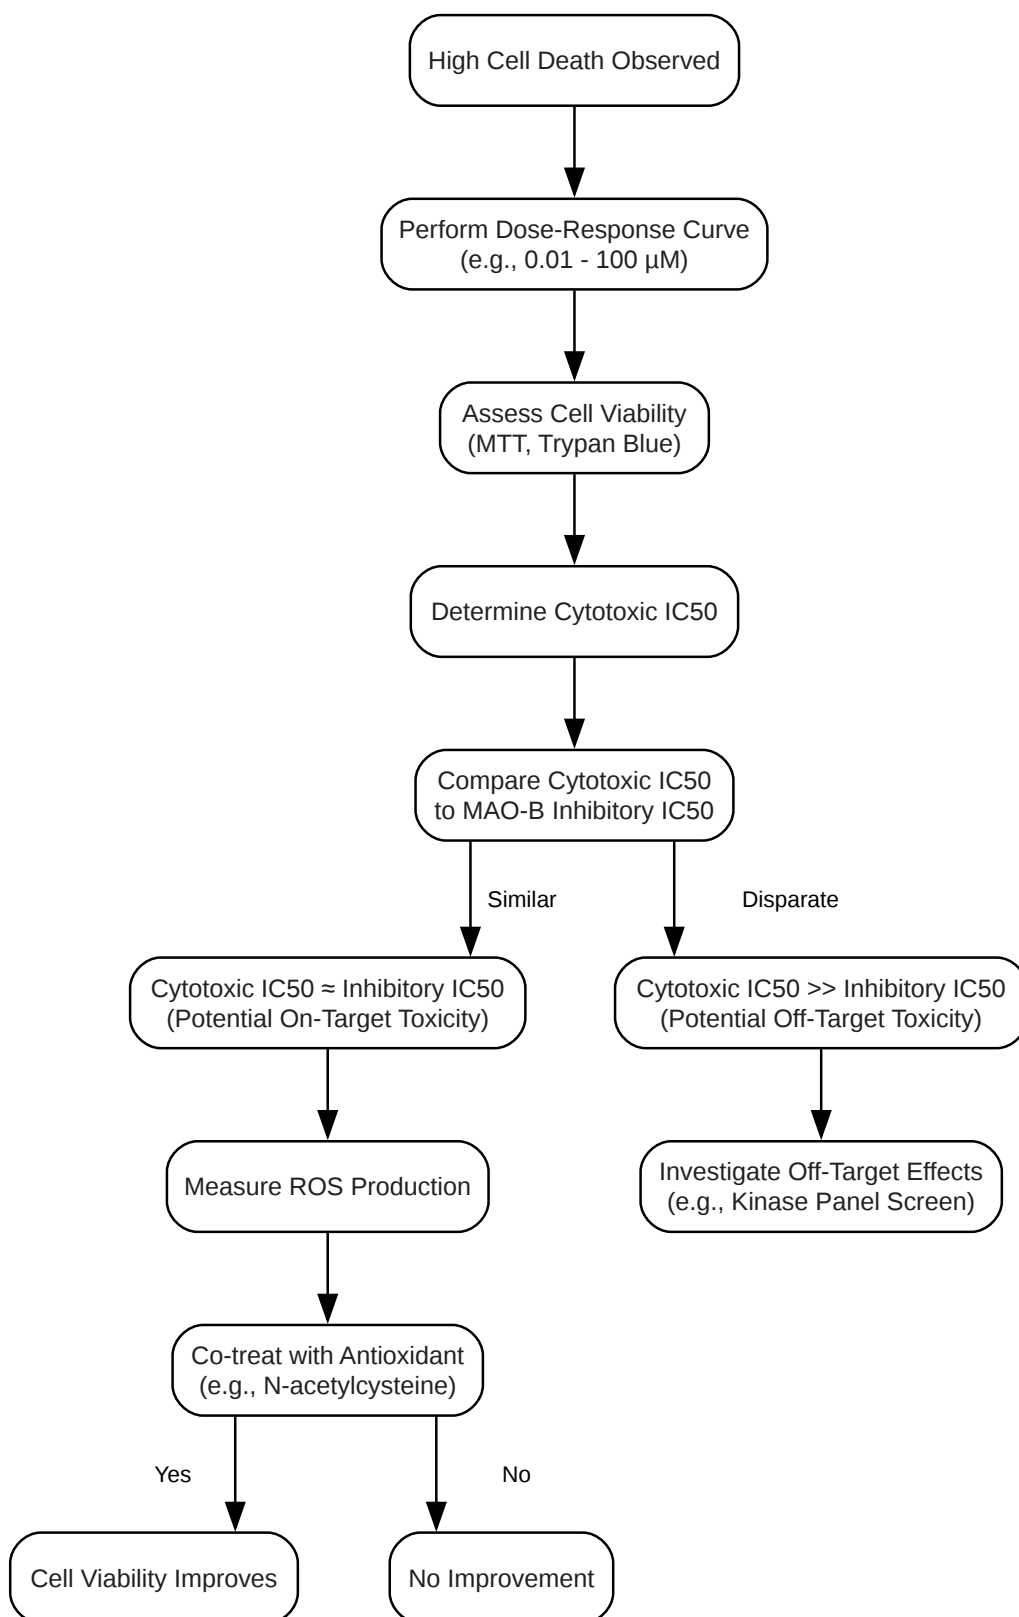 High Cell Death Observed
Perform Dose-Response Curve
(e.g., 0.01 - 100 µM)
Assess Cell Viability
(MTT, Trypan Blue)
Determine Cytotoxic IC50
Compare Cytotoxic IC50
to MAO-B Inhibitory IC50
Similar
Disparate
Cytotoxic IC50 ≈ Inhibitory IC50
(Potential On-Target Toxicity)
Cytotoxic IC50 >> Inhibitory IC50
(Potential Off-Target Toxicity)
Measure ROS Production
Investigate Off-Target Effects
(e.g., Kinase Panel Screen)
Co-treat with Antioxidant
(e.g., N-acetylcysteine)
Yes
No
Cell Viability Improves
No Improvement